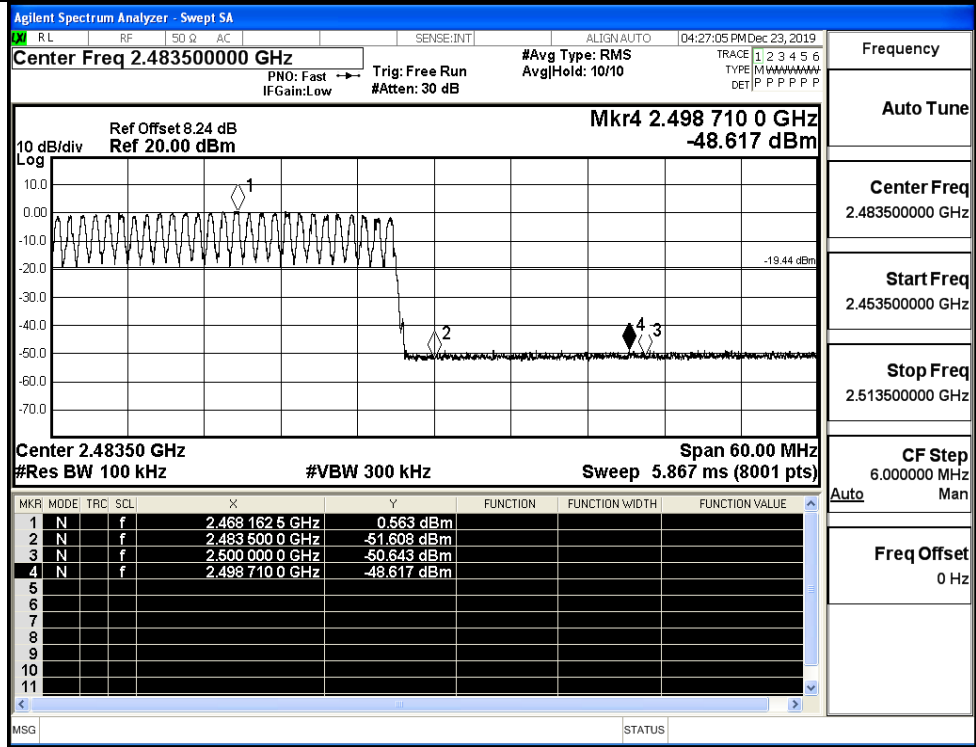 Agilent Spectrum Analyzer - Swept SA
LXI RL RF 50 Ω AC SENSE:INT ALIGNAUTO 04:27:05 PM Dec 23, 2019
Center Freq 2.483500000 GHz
PNO: Fast
IFGain:Low
Trig: Free Run
#Atten: 30 dB
#Avg Type: RMS
Avg|Hold: 10/10
TRACE 1 2 3 4 5 6
TYPE M
DET P P P P P P
Frequency
Auto Tune
Center Freq
2.483500000 GHz
Start Freq
2.453500000 GHz
Stop Freq
2.513500000 GHz
CF Step
6.000000 MHz
Auto Man
Freq Offset
0 Hz
Mkr4 2.498 710 0 GHz
-48.617 dBm
Ref Offset 8.24 dB
10 dB/div Ref 20.00 dBm
Log
10.0
0.00
-10.0
-20.0
-30.0
-40.0
-50.0
-60.0
-70.0
1
-19.44 dBm
2
4
3
Center 2.48350 GHz Span 60.00 MHz
#Res BW 100 kHz #VBW 300 kHz Sweep 5.867 ms (8001 pts)
MKR MODE TRC SCL X Y FUNCTION FUNCTION WIDTH FUNCTION VALUE
1 N f 2.468 162 5 GHz 0.563 dBm
2 N f 2.483 500 0 GHz -51.608 dBm
3 N f 2.500 000 0 GHz -50.643 dBm
4 N f 2.498 710 0 GHz -48.617 dBm
5
6
7
8
9
10
11
MSG STATUS